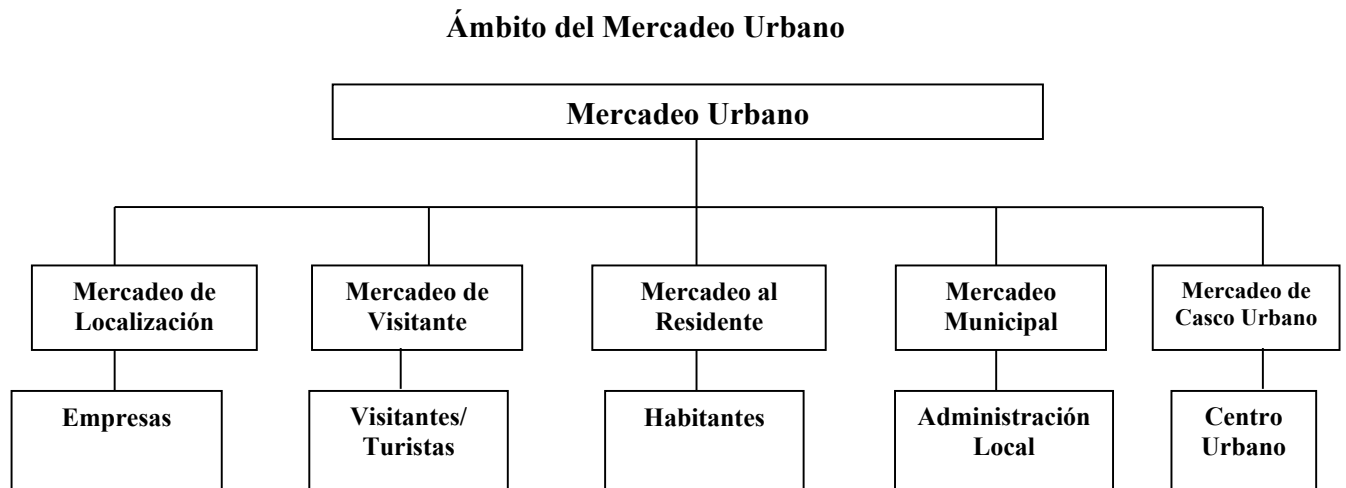 Ámbito del Mercadeo Urbano
Mercadeo Urbano
Mercadeo de
Localización
Mercadeo de
Visitante
Mercadeo al
Residente
Mercadeo
Municipal
Mercadeo de
Casco Urbano
Empresas
Visitantes/
Turistas
Habitantes
Administración
Local
Centro
Urbano